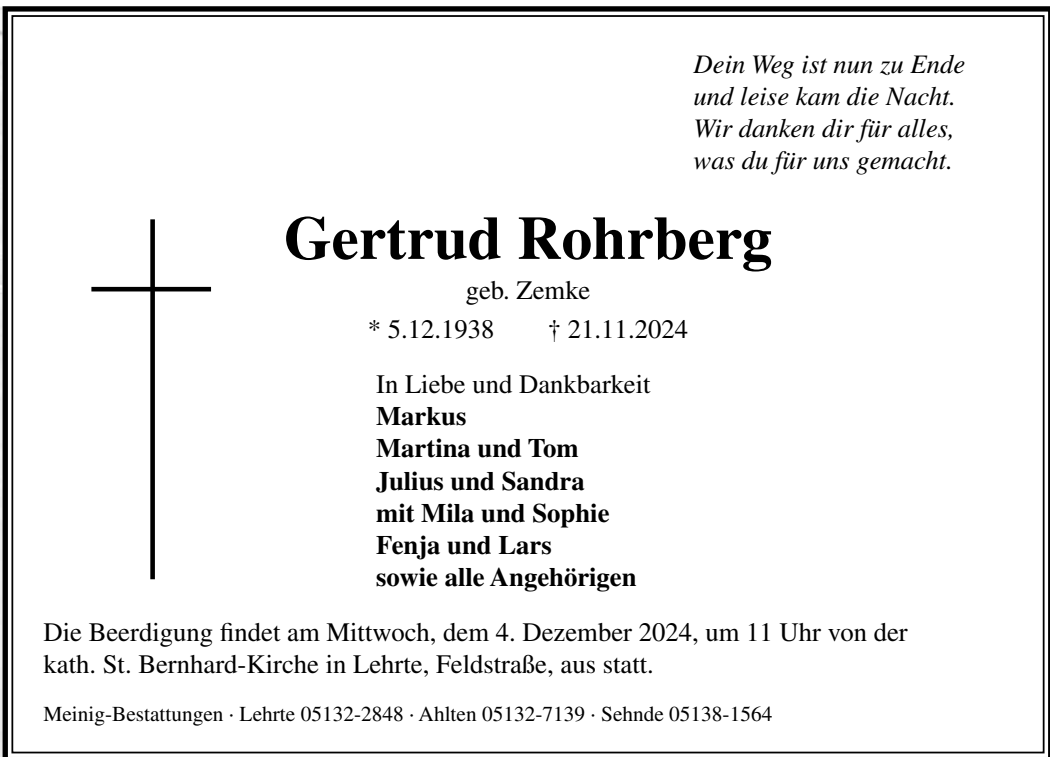 Dein Weg ist nun zu Ende
und leise kam die Nacht.
Wir danken dir für alles,
was du für uns gemacht.
Gertrud Rohrberg
geb. Zemke
* 5.12.1938 † 21.11.2024
In Liebe und Dankbarkeit
Markus
Martina und Tom
Julius und Sandra
mit Mila und Sophie
Fenja und Lars
sowie alle Angehörigen
Die Beerdigung findet am Mittwoch, dem 4. Dezember 2024, um 11 Uhr von der
kath. St. Bernhard-Kirche in Lehrte, Feldstraße, aus statt.
Meinig-Bestattungen · Lehrte 05132-2848 · Ahlten 05132-7139 · Sehnde 05138-1564